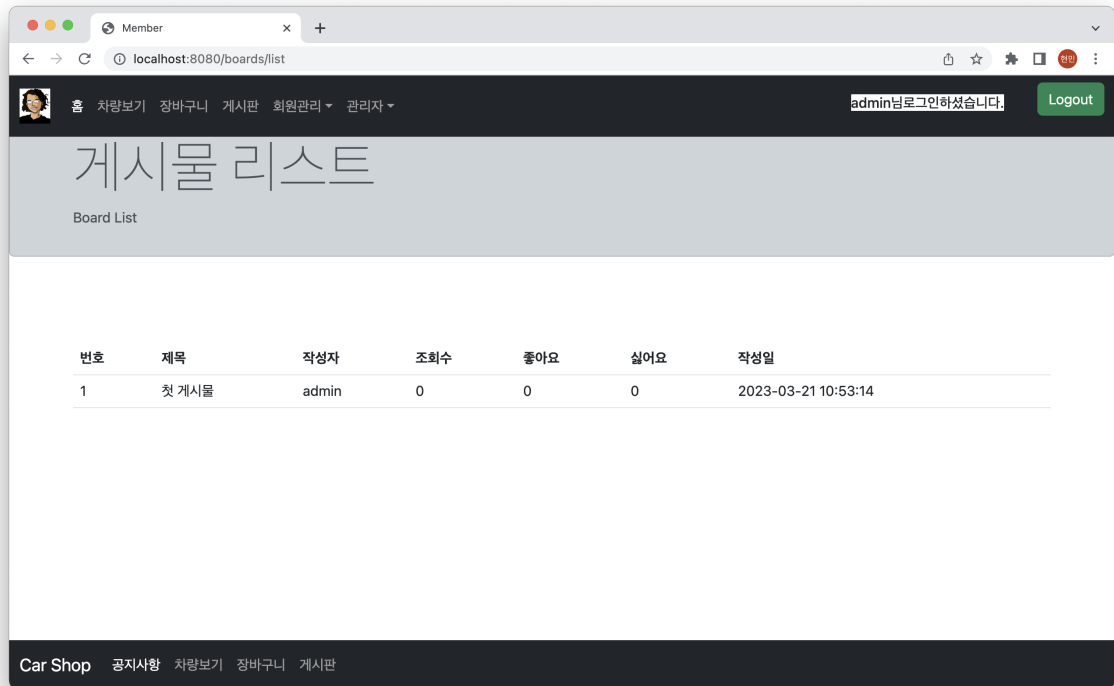 Member
localhost:8080/boards/list
현민
홈 차량보기 장바구니 게시판 회원관리 관리자 admin님로그인하셨습니다. Logout
게시물 리스트
Board List
번호 제목 작성자 조회수 좋아요 싫어요 작성일
1 첫 게시물 admin 0 0 0 2023-03-21 10:53:14
Car Shop 공지사항 차량보기 장바구니 게시판